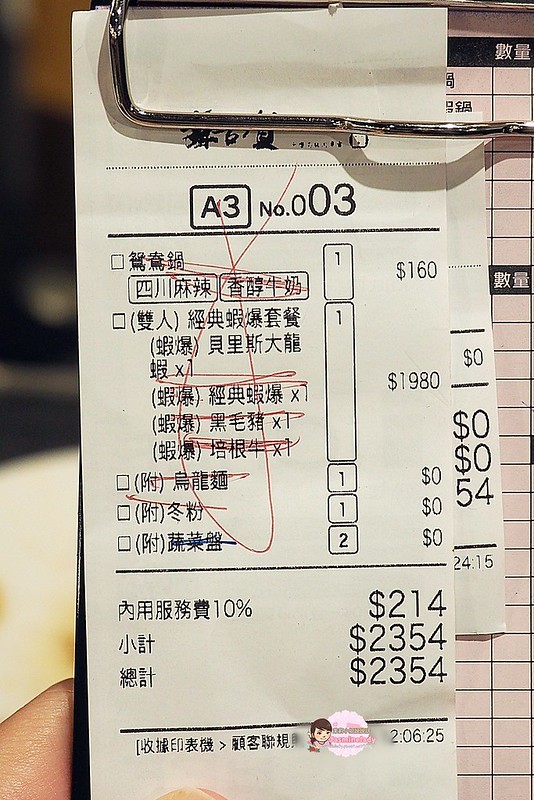 數量
鍋
鍋
A3 No.003
鴛鴦鍋 1 $160
四川麻辣 香醇牛奶
(雙人) 經典蝦爆套餐 1 $1980
(蝦爆) 貝里斯大龍
蝦 x1
(蝦爆) 經典蝦爆 x1
(蝦爆) 黑毛豬 x1
(蝦爆) 培根牛 x1
(附) 烏龍麵 1 $0
(附)冬粉 1 $0
(附)蔬菜盤 2 $0
內用服務費10% $214
小計 $2354
總計 $2354
[收據印表機 > 顧客聯 2:06:25
數量
$0
$0
$0
54
24:15